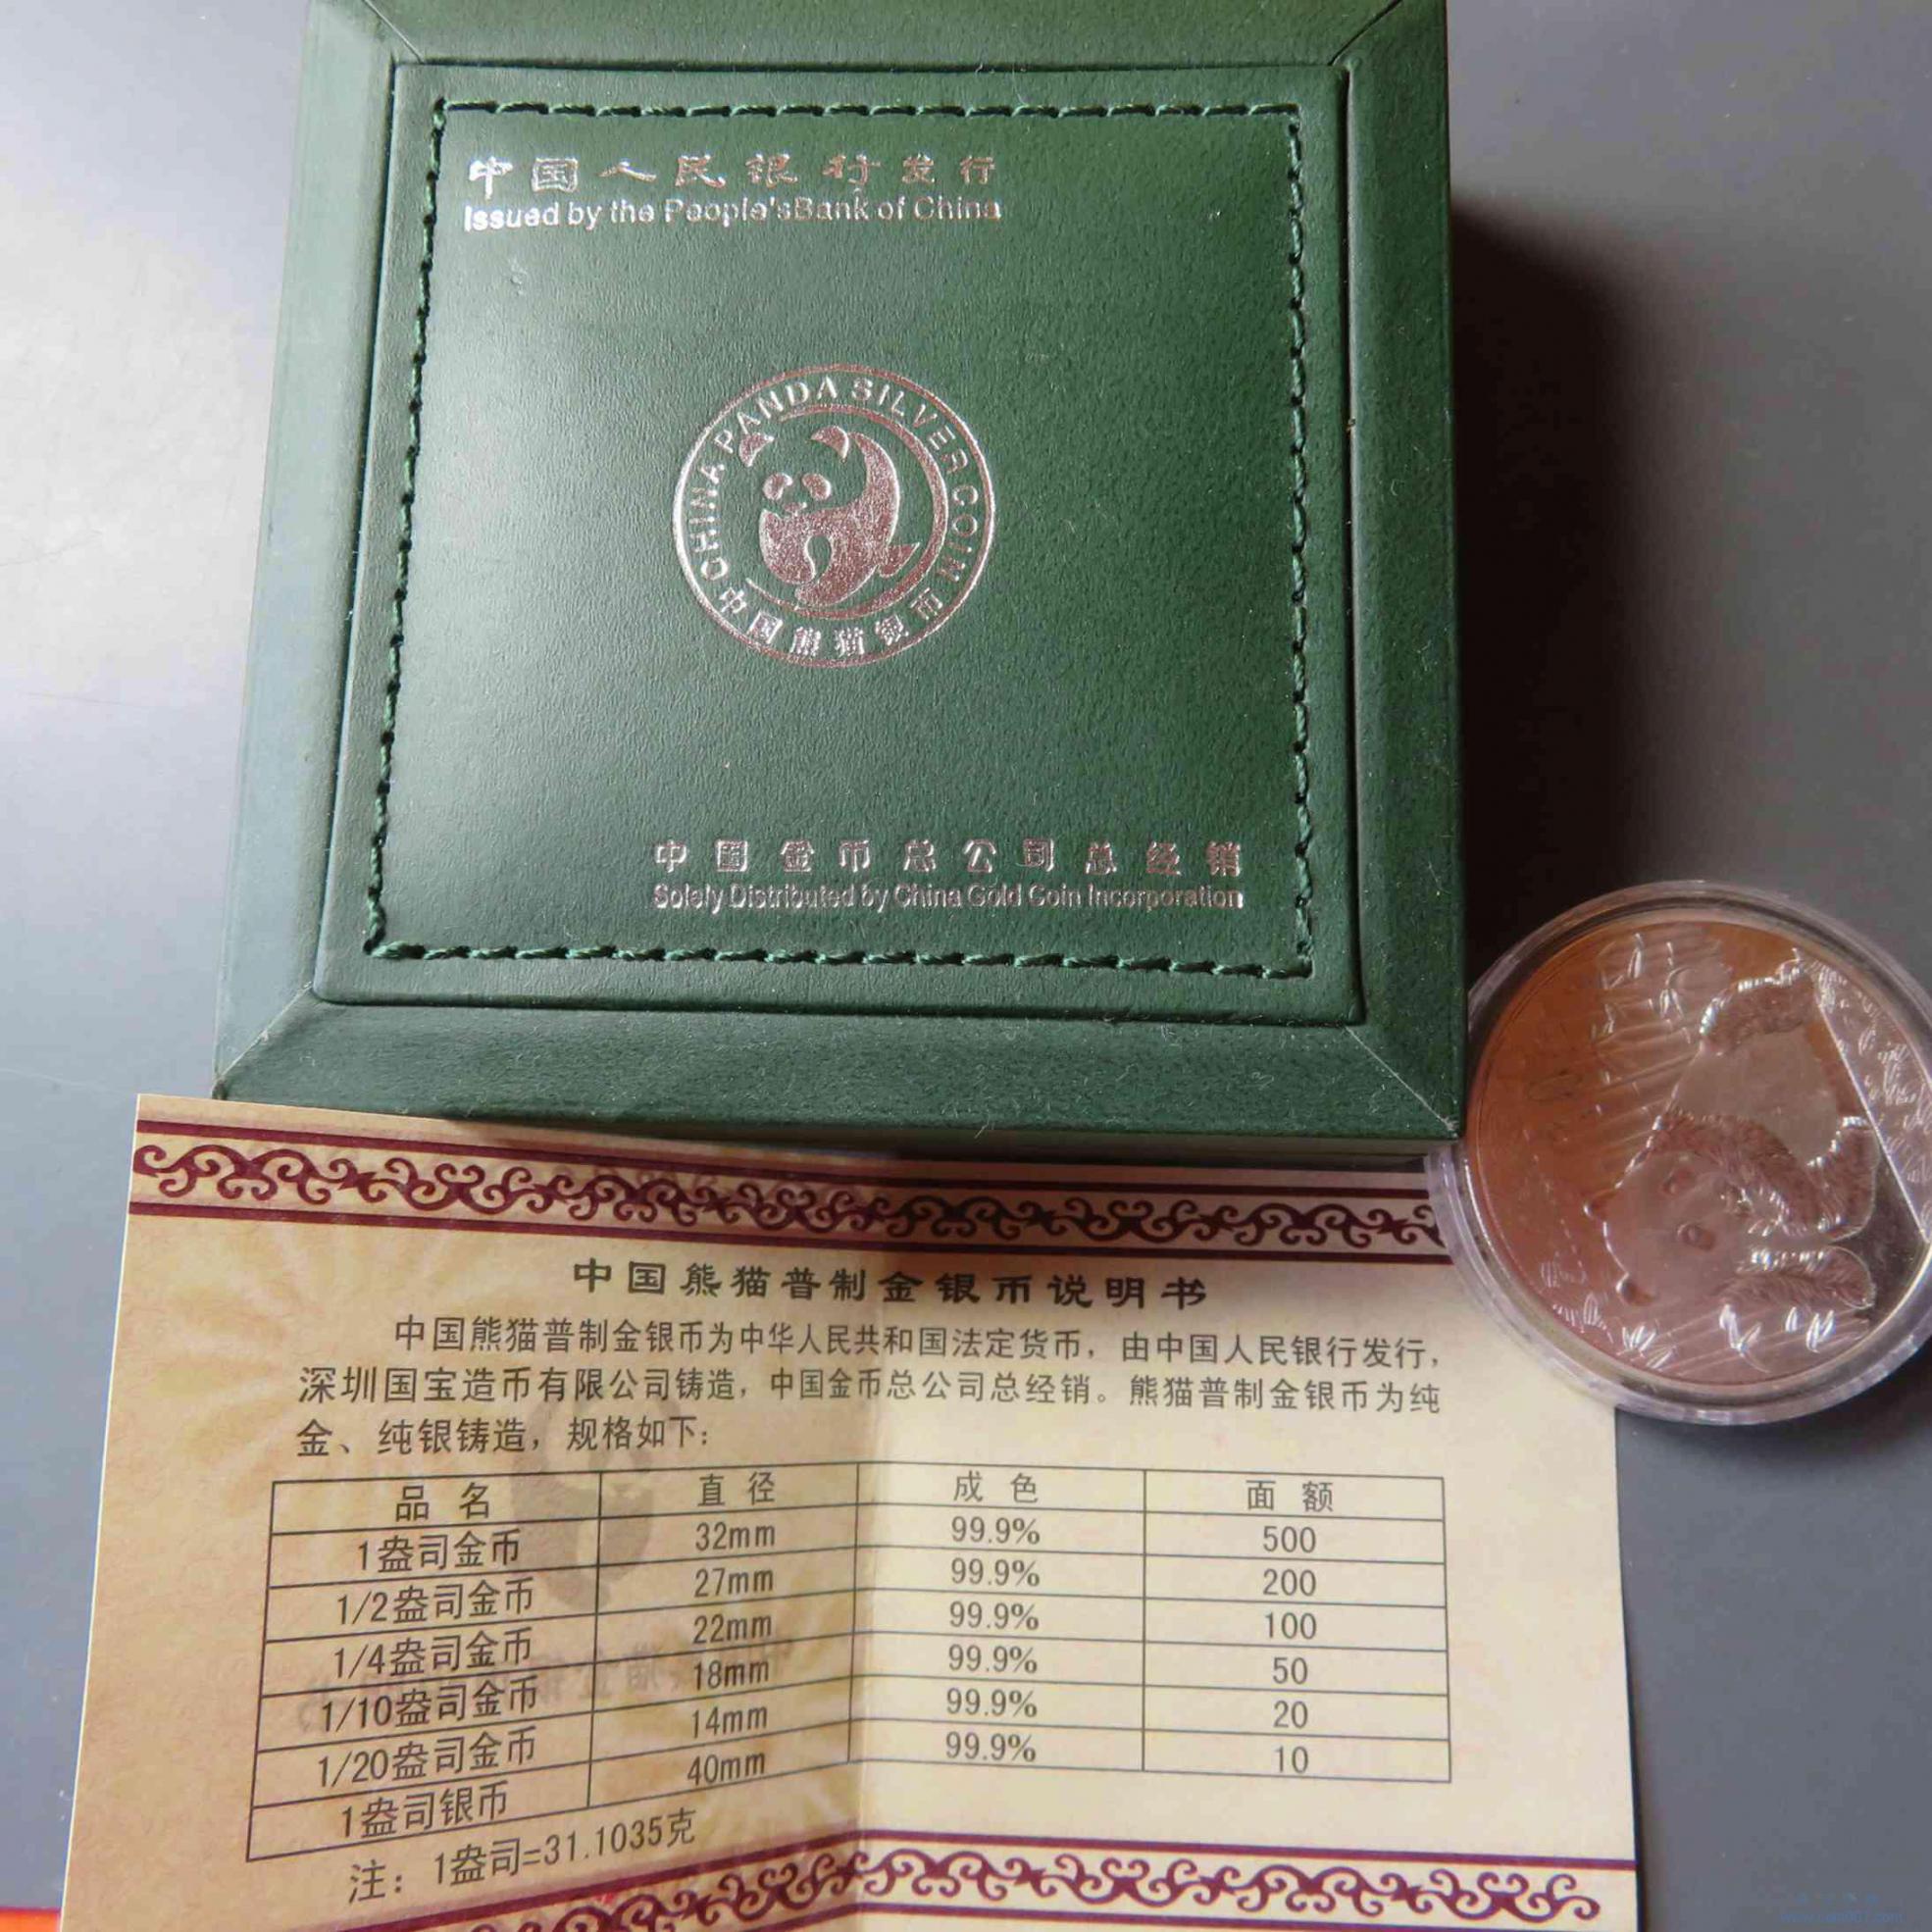 中国人民银行发行
Issued by the People'sBank of China
CHINA PANDA SILVER COIN
中国熊猫银币
中国金币总公司总经销
Solely Distributed by China Gold Coin Incorporation
中国熊猫普制金银币说明书
中国熊猫普制金银币为中华人民共和国法定货币，由中国人民银行发行，
深圳国宝造币有限公司铸造，中国金币总公司总经销。熊猫普制金银币为纯
金、纯银铸造，规格如下：
品名 直径 成色 面额
1盎司金币 32mm 99.9% 500
1/2盎司金币 27mm 99.9% 200
1/4盎司金币 22mm 99.9% 100
1/10盎司金币 18mm 99.9% 50
1/20盎司金币 14mm 99.9% 20
1盎司银币 40mm 99.9% 10
注：1盎司=31.1035克